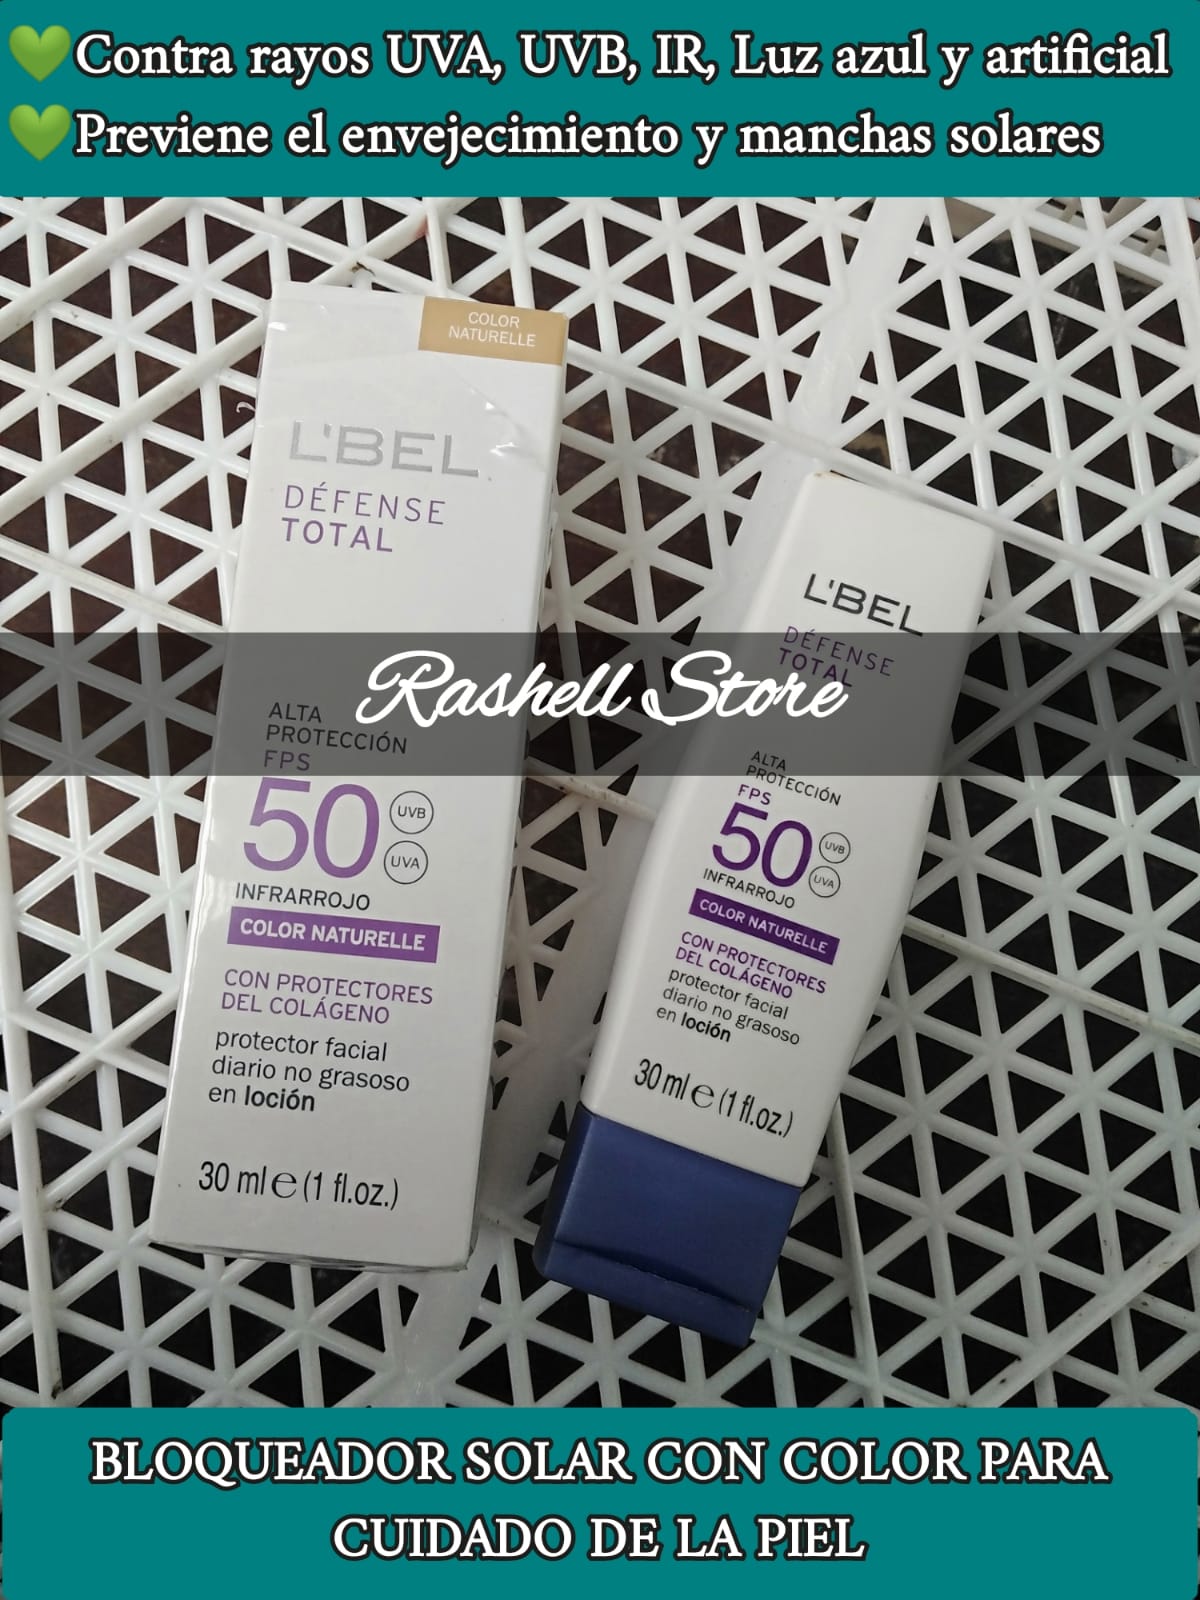 💚Contra rayos UVA, UVB, IR, Luz azul y artificial
💚Previene el envejecimiento y manchas solares
COLOR
NATURELLE
L'BEL
DÉFENSE
TOTAL
ALTA
PROTECCIÓN
FPS
50
UVB
UVA
INFRARROJO
COLOR NATURELLE
CON PROTECTORES
DEL COLÁGENO
protector facial
diario no grasoso
en loción
30 ml e (1 fl.oz.)
L'BEL
DÉFENSE
TOTAL
Rashell Store
ALTA
PROTECCIÓN
FPS
50
UVB
UVA
INFRARROJO
COLOR NATURELLE
CON PROTECTORES
DEL COLÁGENO
protector facial
diario no grasoso
en loción
30 ml e (1 fl.oz.)
BLOQUEADOR SOLAR CON COLOR PARA
CUIDADO DE LA PIEL